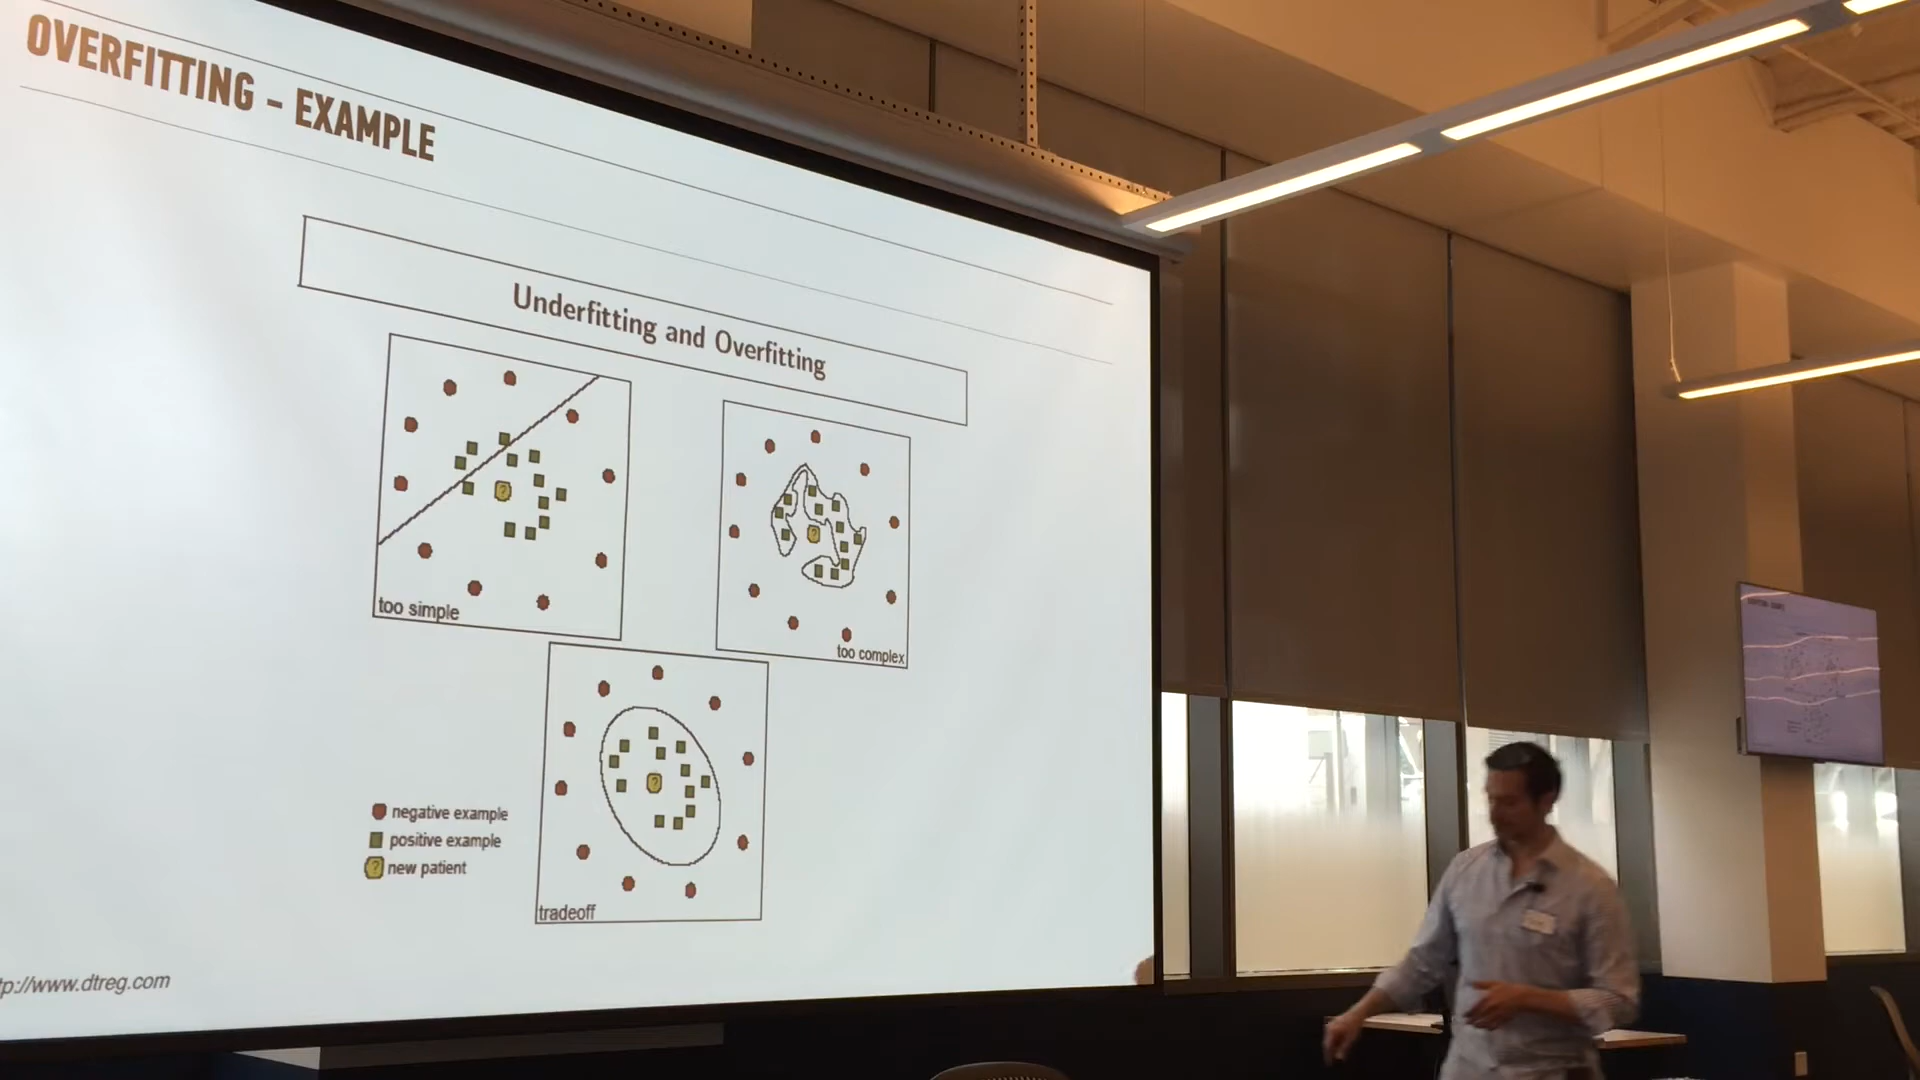 OVERFITTING - EXAMPLE
Underfitting and Overfitting
too simple
too complex
tradeoff
negative example
positive example
? new patient
?
?
?
tp://www.dtreg.com